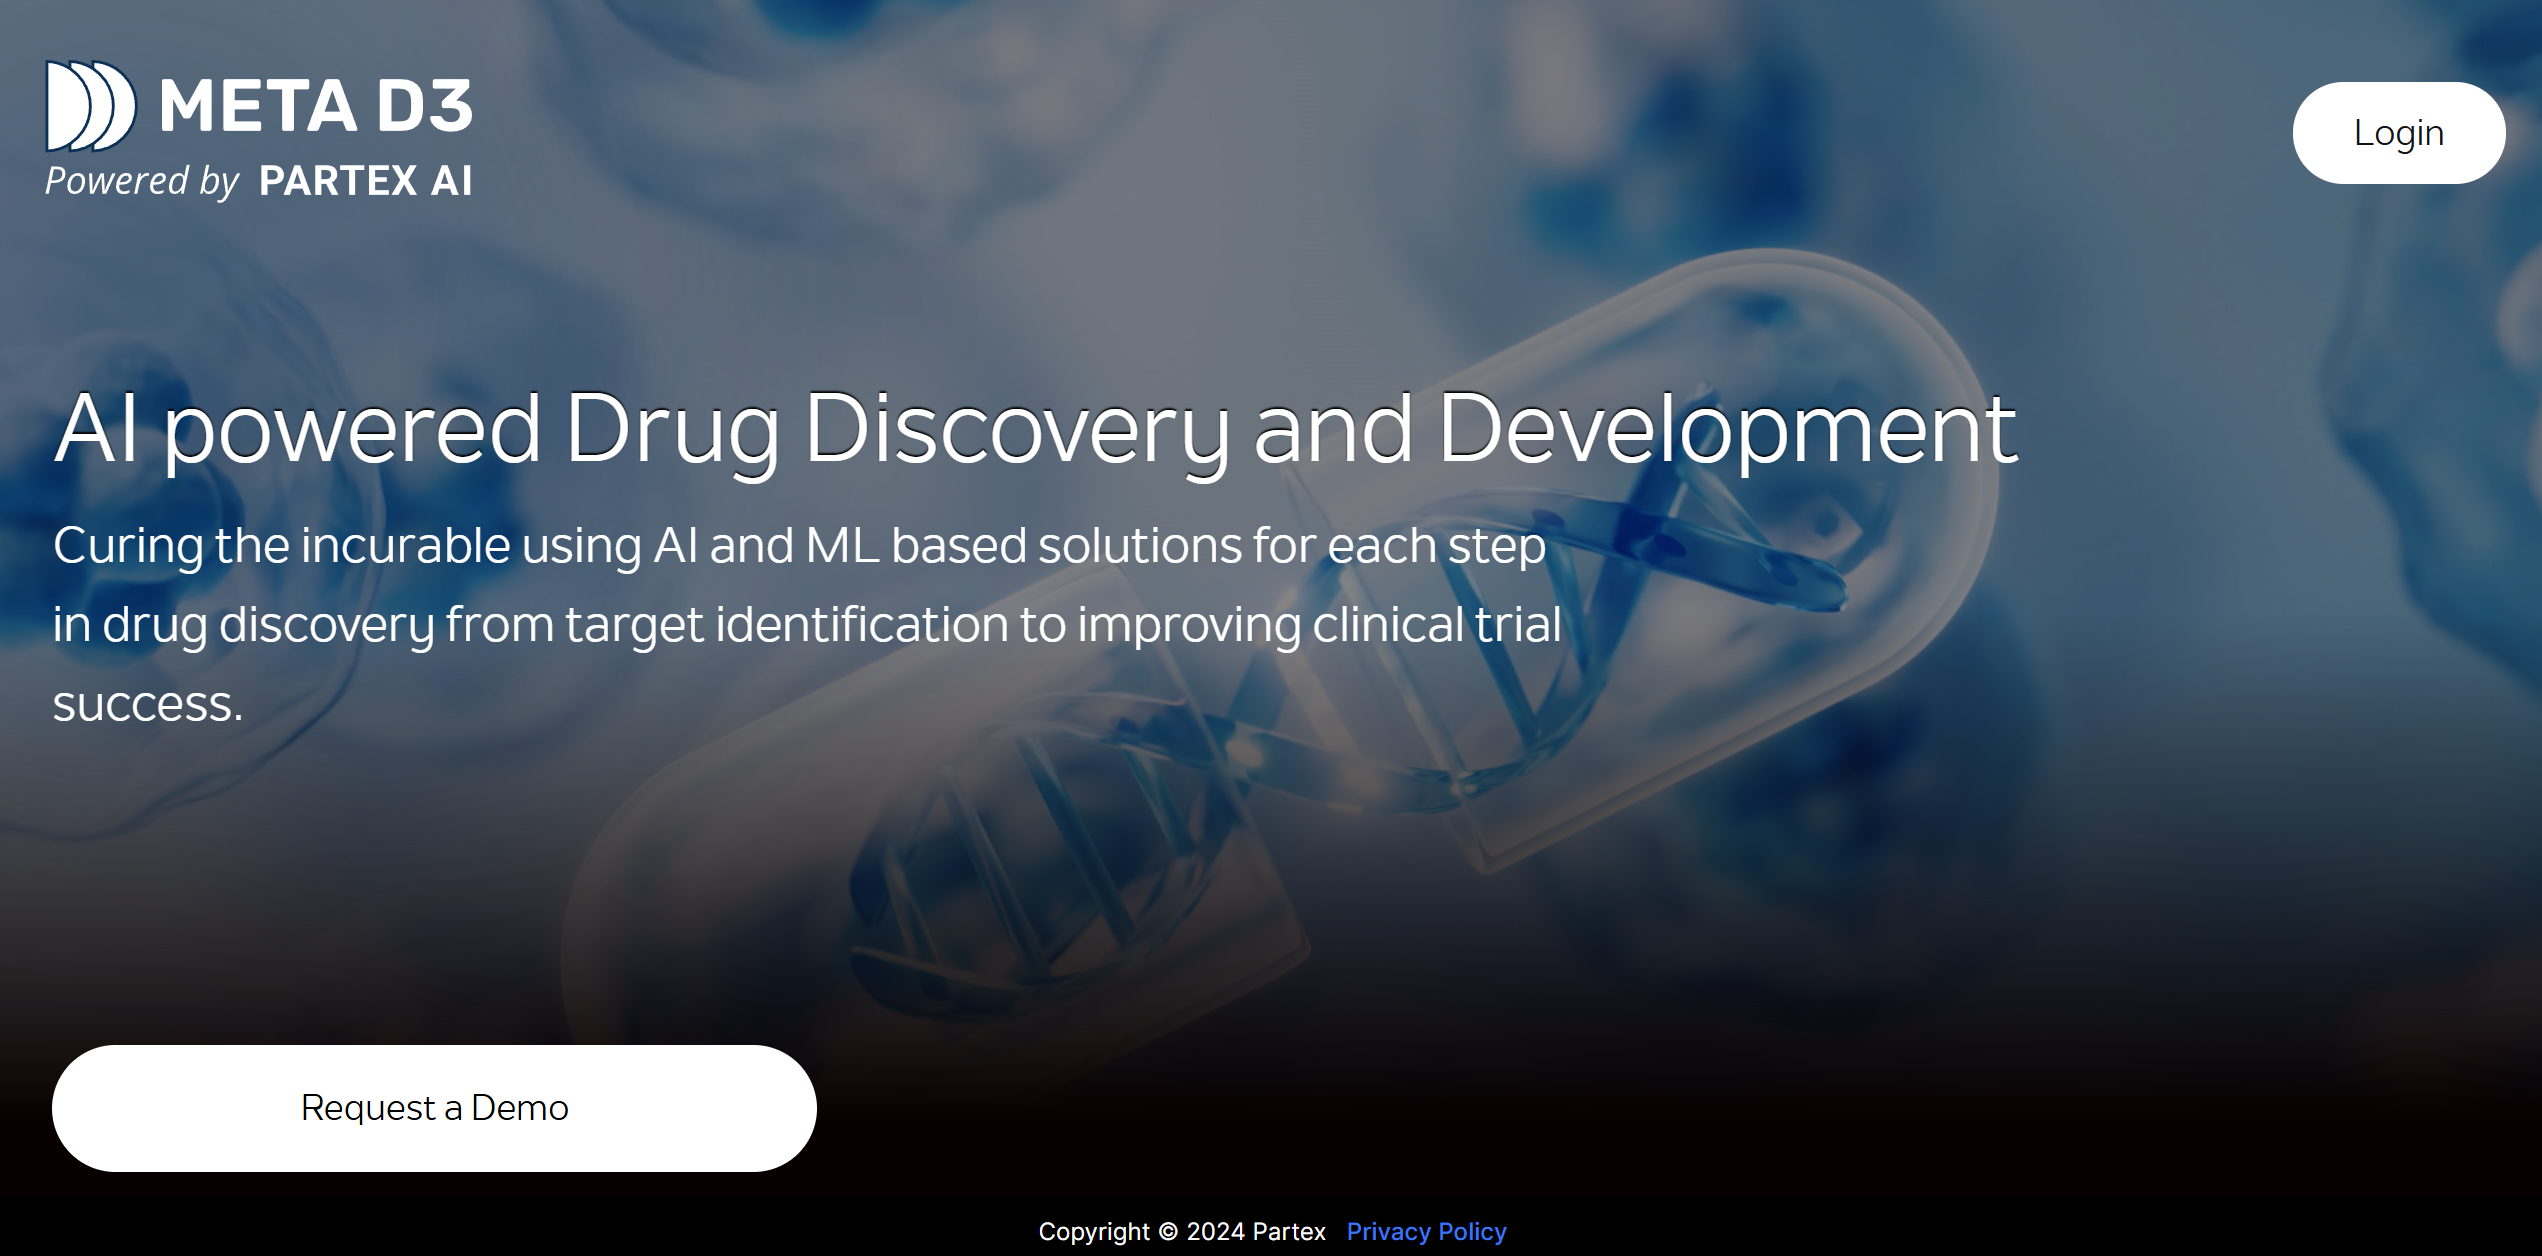 META D3
Powered by PARTEX AI
Login
AI powered Drug Discovery and Development
Curing the incurable using AI and ML based solutions for each step
in drug discovery from target identification to improving clinical trial
success.
Request a Demo
Copyright © 2024 Partex Privacy Policy